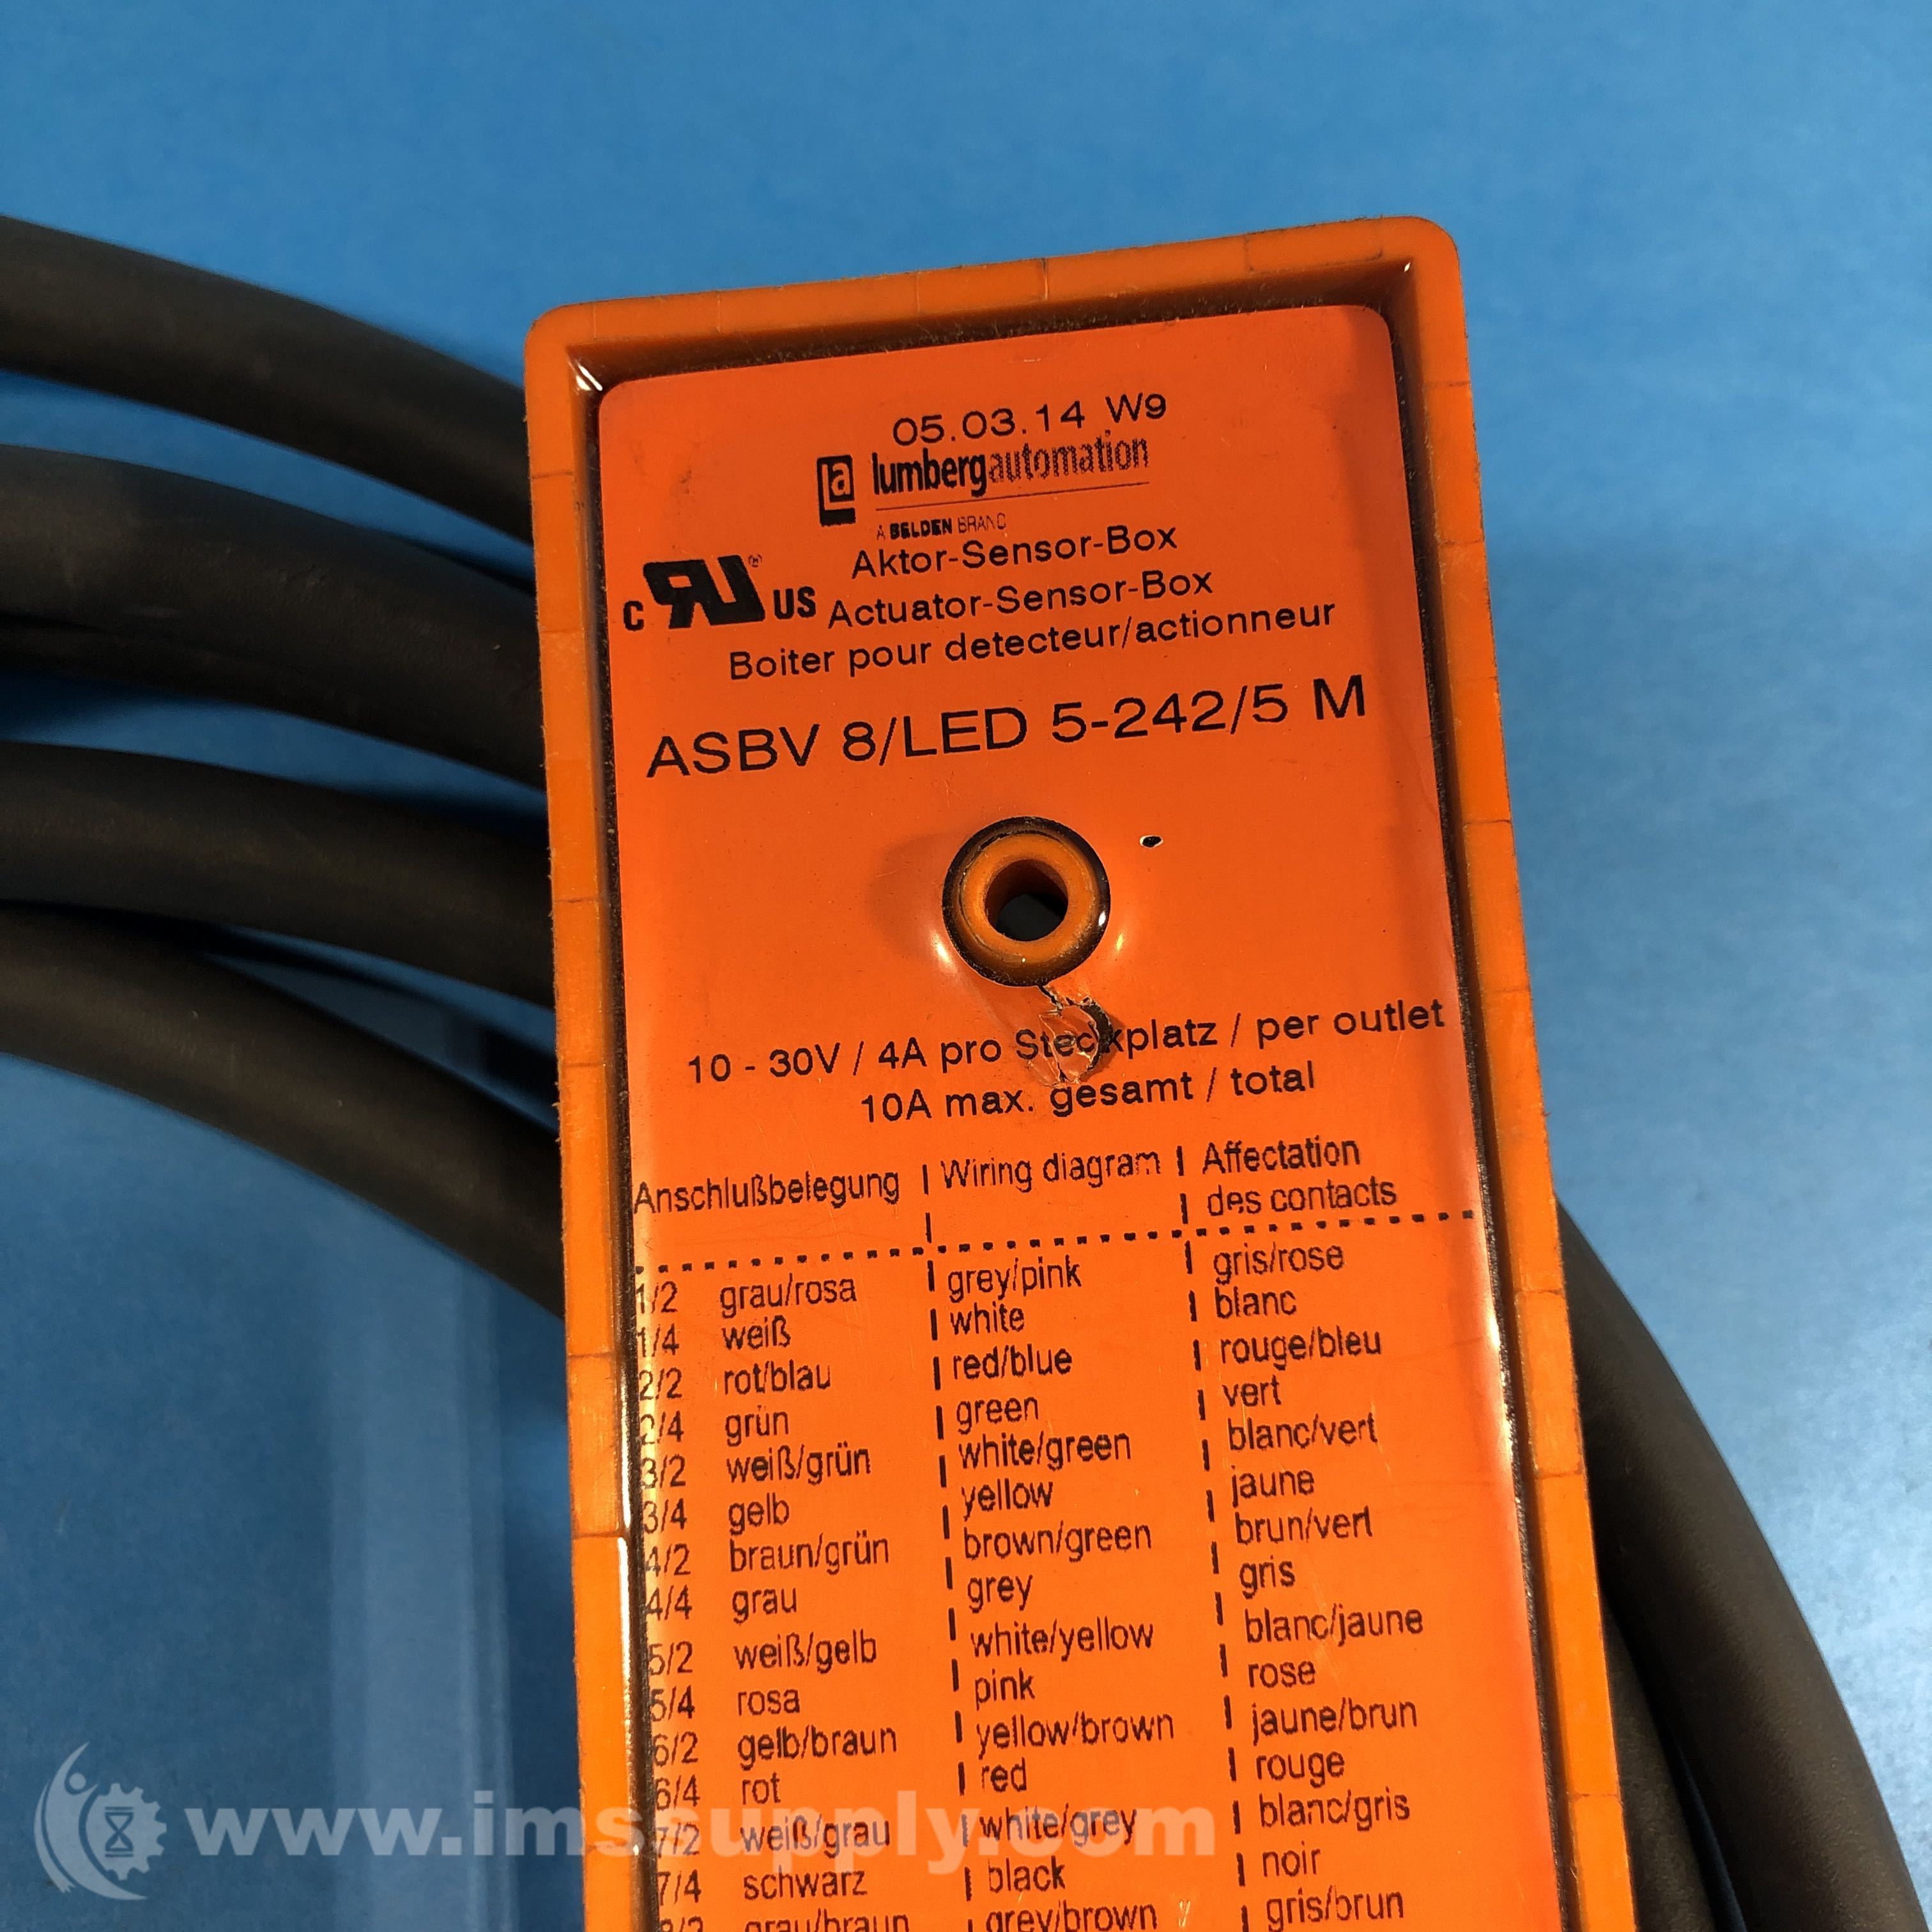 05.03.14 W9
la lumbergautomation
A BELDEN BRAND
Aktor-Sensor-Box
c RU ® US Actuator-Sensor-Box
Boiter pour detecteur/actionneur
ASBV 8/LED 5-242/5 M
10 - 30V / 4A pro Steckplatz / per outlet
10A max. gesamt / total
Anschlußbelegung | Wiring diagram | Affectation
| | des contacts
1/2 grau/rosa | grey/pink | gris/rose
1/4 weiß | white | blanc
2/2 rot/blau | red/blue | rouge/bleu
2/4 grün | green | vert
3/2 weiß/grün | white/green | blanc/vert
3/4 gelb | yellow | jaune
4/2 braun/grün | brown/green | brun/vert
4/4 grau | grey | gris
5/2 weiß/gelb | white/yellow | blanc/jaune
5/4 rosa | pink | rose
6/2 gelb/braun | yellow/brown | jaune/brun
6/4 rot | red | rouge
7/2 weiß/grau | white/grey | blanc/gris
7/4 schwarz | black | noir
8/2 grau/braun | grey/brown | gris/brun
www.imssupply.com